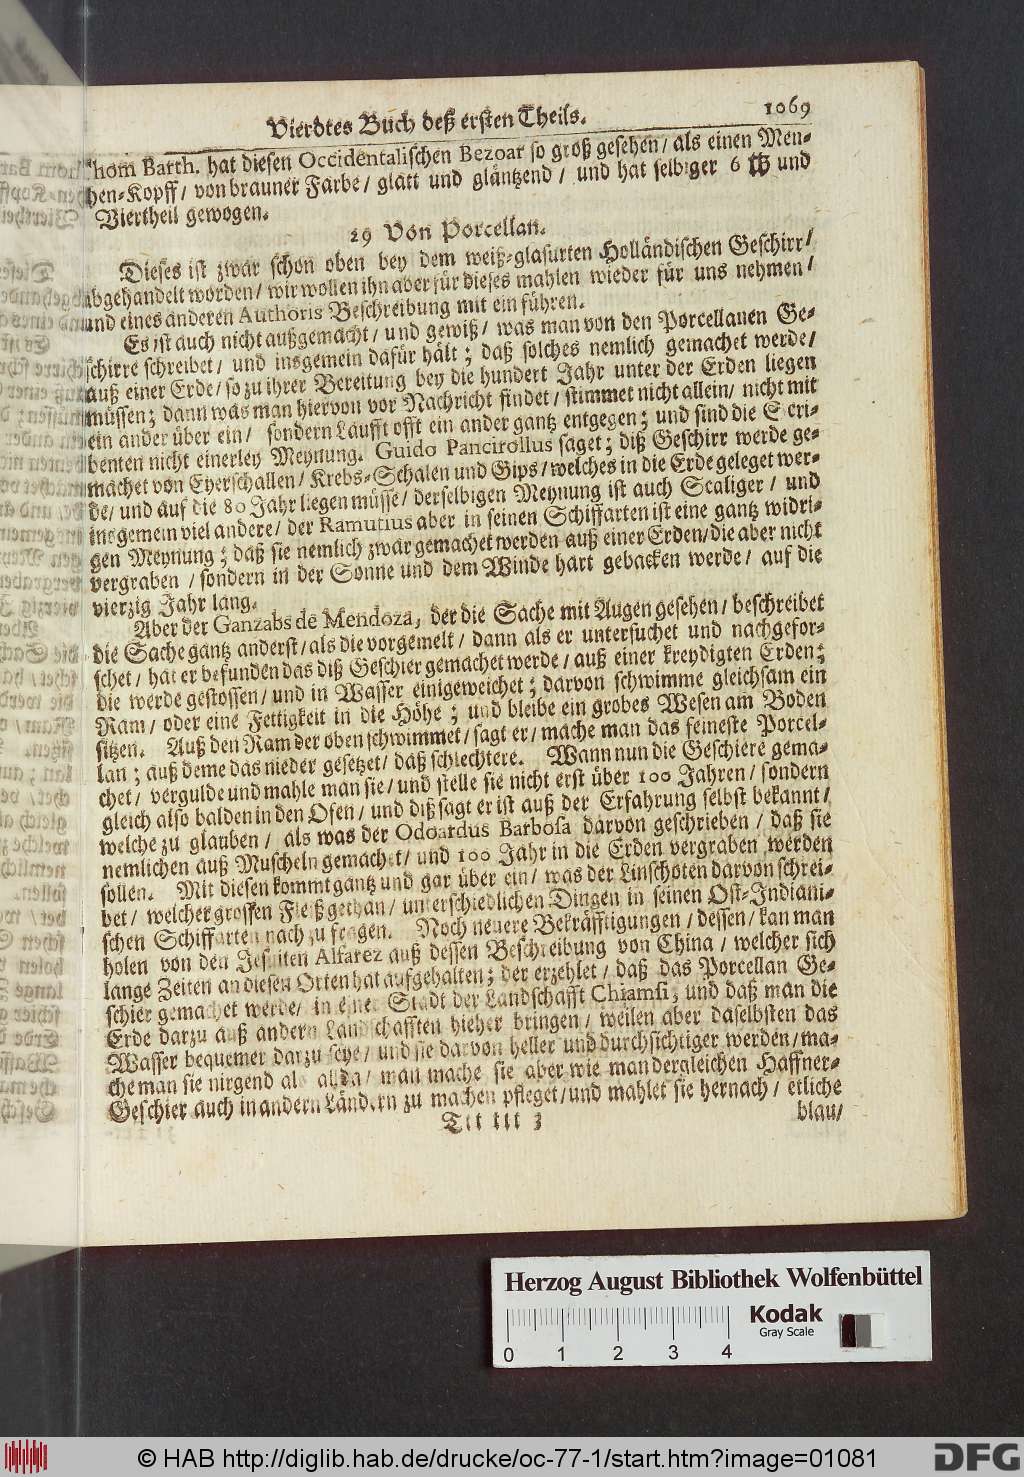 Vierdtes Buch deß ersten Theils. 1069
Thom Barth. hat diesen Occidentalischen Bezoar so groß gesehen/ als einen Men-
hen-Kopff/ von brauner Farbe/ glatt und gläntzend/ und hat selbiger 6 ℔ und
Viertheil gewogen.
29 Von Porcellan.
Dieses ist zwar schon oben bey dem weiß-glasurten Holländischen Geschirr/
abgehandelt worden/ wir wollen ihn aber für dieses mahlen wieder für uns nehmen/
und eines anderen Authoris Beschreibung mit einführen.
Es ist auch nicht außgemacht/ und gewiß/ was man von den Porcellanen Ge-
schirre schreibet/ und insgemein dafür hält; daß solches nemlich gemachet werde/
auß einer Erde/ so zu ihrer Bereitung bey die hundert Jahr unter der Erden liegen
müssen; dann was man hiervon vor Nachricht findet/ stimmet nicht allein/ nicht mit
ein ander über ein/ sondern Läufft offt ein ander gantz entgegen; und sind die Scri-
benten nicht einerley Meynung. Guido Pancirollus saget; diß Geschirr werde ge-
machet von Eyerschallen/ Krebs-Schalen und Gips/ welches in die Erde geleget wer-
de/ und auf die 80 Jahr liegen müsse/ derselbigen Meynung ist auch Scaliger/ und
insgemein viel andere/ der Ramutius aber in seinen Schiffarten ist eine gantz widri-
gen Meynung; daß sie nemlich zwar gemachet werden auß einer Erden/ die aber nicht
vergraben/ sondern in der Sonne und dem Winde hart gebacken werde/ auf die
vierzig Jahr lang.
Aber der Ganzabs de Mendoza, der die Sache mit Augen gesehen/ beschreibet
die Sache gantz anderst/ als die vorgemelt/ dann als er untersuchet und nachgefor-
schet/ hat er befunden das diß Geschier gemachet werde/ auß einer kreydigten Erden;
die werde gestossen/ und in Wasser einigeweichet; darvon schwimme gleichsam ein
Ram/ oder eine Fettigkeit in die Höhe; und bleibe ein grobes Wesen am Boden
sitzen. Auß den Ram der oben schwimmet/ sagt er/ mache man das feineste Porcel-
lan; auß deme das nieder gesetzet/ daß schlechtere. Wann nun die Geschiere gema-
chet/ vergulde und mahle man sie/ und stelle sie nicht erst über 100 Jahren/ sondern
gleich also balden in den Ofen/ und diß sagt er ist auß der Erfahrung selbst bekannt/
welche zu glauben/ als was der Odoardus Barbosa darvon geschrieben/ daß sie
nemlichen auß Muscheln gemachet/ und 100 Jahr in die Erden vergraben werden
sollen. Mit diesen kommt gantz und gar über ein/ was der Linschoten darvon schrei-
bet/ welcher grossen Fleiß gethan/ unterschiedlichen Dingen in seinen Ost-Indiani-
schen Schiffarten nach zu fragen. Noch neuere Bekräfftigungen/ dessen/ kan man
holen von den Jesuiten Alfarez auß dessen Beschreibung von China/ welcher sich
lange Zeiten an diesen Orten hat aufgehalten; der erzehlet/ daß das Porcellan Ge-
schier gemachet werde/ in einer Stadt der Landschafft Chiamsi, und daß man die
Erde darzu auß andern Landschafften hieher bringen/ weilen aber daselbsten das
Wasser bequemer darzu seye/ und sie darvon heller und durchsichtiger werden/ ma-
che man sie nirgend als allda/ man mache sie aber wie man dergleichen Haffner-
Geschier auch in andern Ländern zu machen pfleget/ und mahlet sie hernach/ etliche
Ttt ttt 3 blau/
Herzog August Bibliothek Wolfenbüttel
Kodak
Gray Scale
0 1 2 3 4
© HAB http://diglib.hab.de/drucke/oc-77-1/start.htm?image=01081
DFG